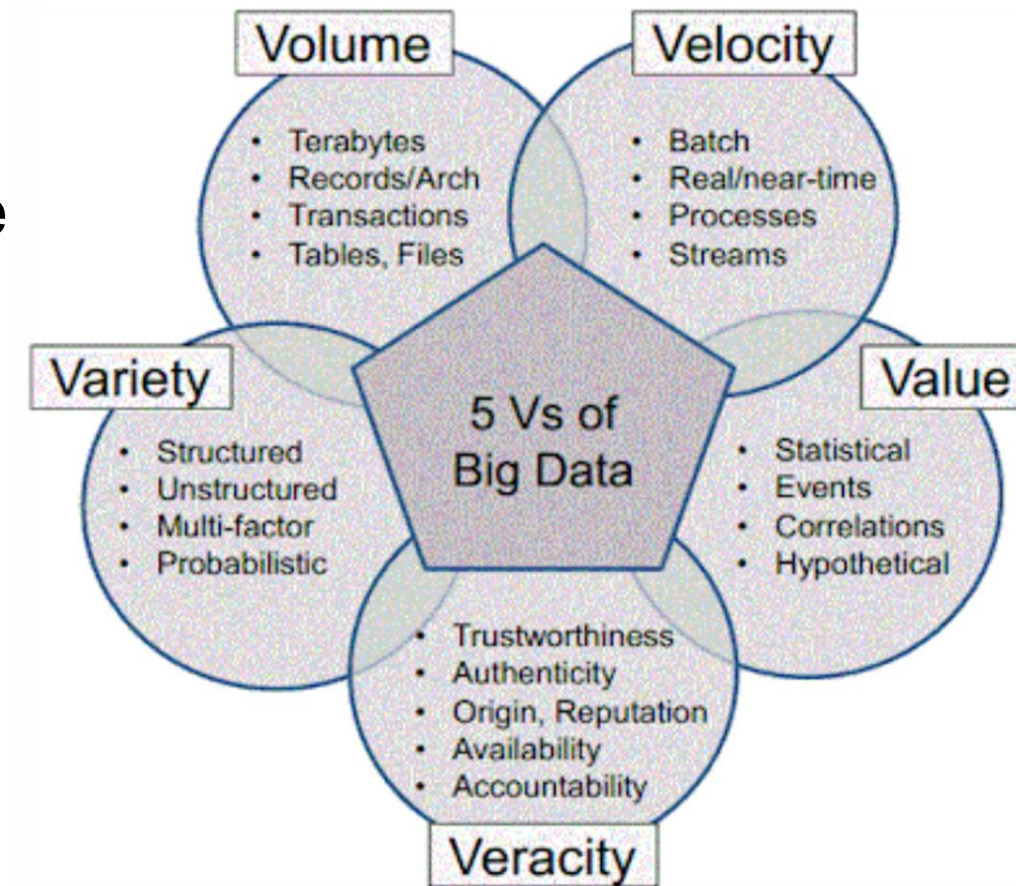 Volume
• Terabytes
• Records/Arch
• Transactions
• Tables, Files
Velocity
• Batch
• Real/near-time
• Processes
• Streams
e
Variety
• Structured
• Unstructured
• Multi-factor
• Probabilistic
5 Vs of
Big Data
Value
• Statistical
• Events
• Correlations
• Hypothetical
• Trustworthiness
• Authenticity
• Origin, Reputation
• Availability
• Accountability
Veracity